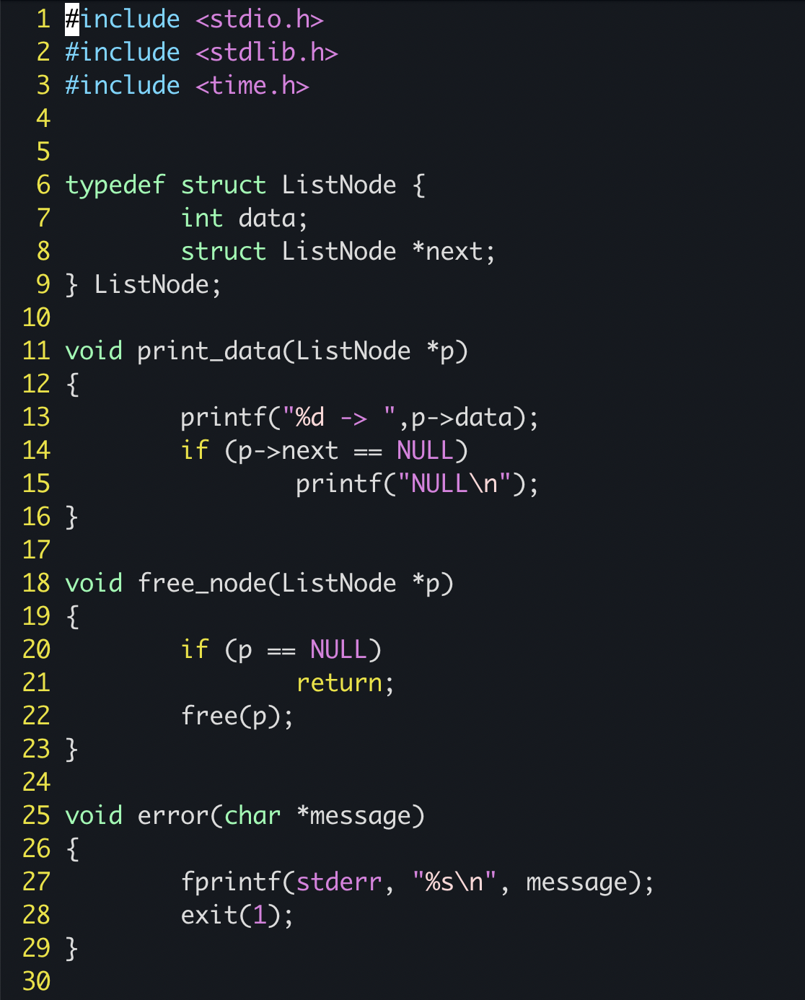 1 #include <stdio.h>
2 #include <stdlib.h>
3 #include <time.h>
4
5
6 typedef struct ListNode {
7         int data;
8         struct ListNode *next;
9 } ListNode;
10
11 void print_data(ListNode *p)
12 {
13         printf("%d -> ",p->data);
14         if (p->next == NULL)
15                 printf("NULL\n");
16 }
17
18 void free_node(ListNode *p)
19 {
20         if (p == NULL)
21                 return;
22         free(p);
23 }
24
25 void error(char *message)
26 {
27         fprintf(stderr, "%s\n", message);
28         exit(1);
29 }
30